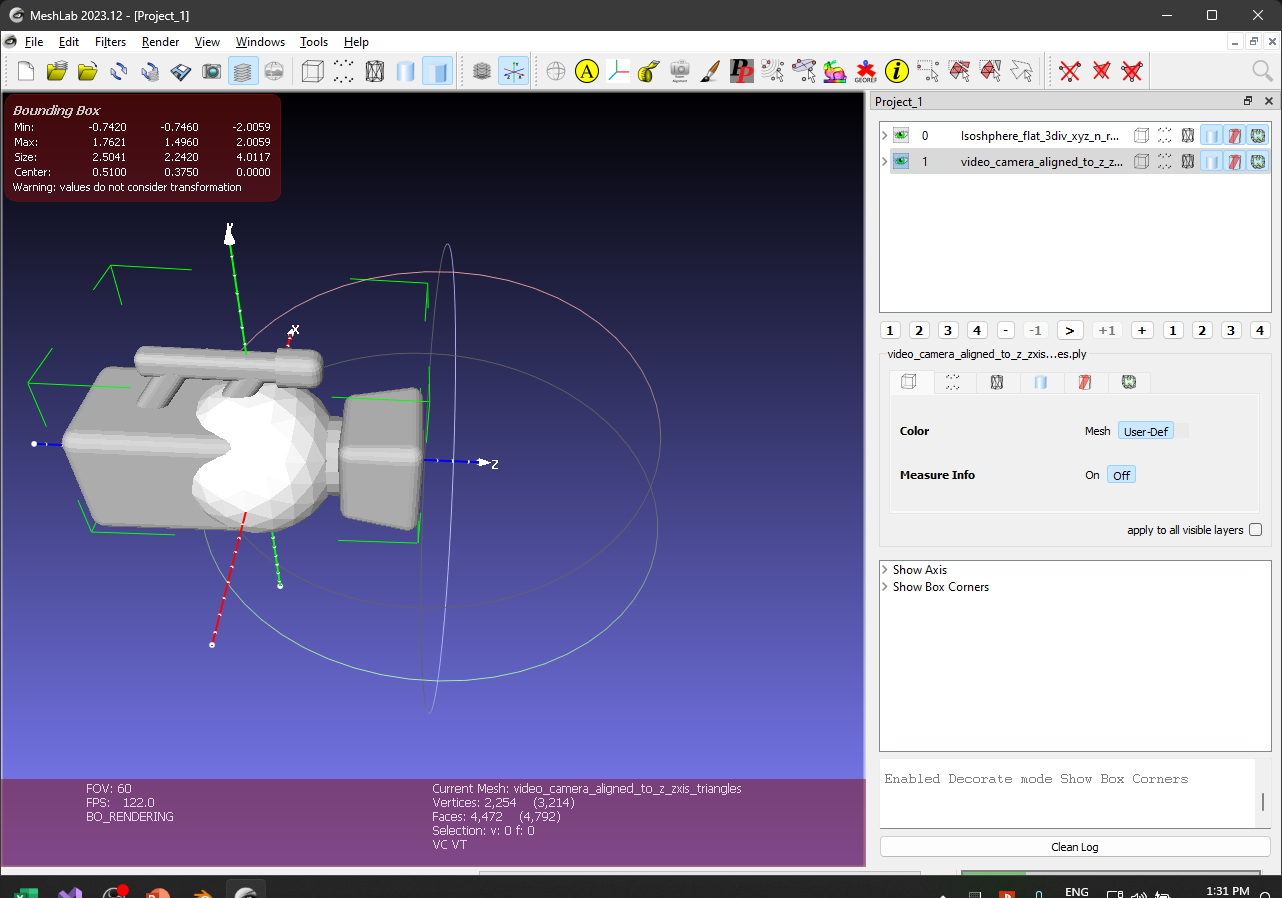 MeshLab 2023.12 - [Project_1]
File Edit Filters Render View Windows Tools Help
A PP GEOREF i
Bounding Box
Min: -0.7420 -0.7460 -2.0059
Max: 1.7621 1.4960 2.0059
Size: 2.5041 2.2420 4.0117
Center: 0.5100 0.3750 0.0000
Warning: values do not consider transformation
Y
X
Z
FOV: 60
FPS: 122.0
BO_RENDERING
Current Mesh: video_camera_aligned_to_z_zxis_triangles
Vertices: 2,254 (3,214)
Faces: 4,472 (4,792)
Selection: v: 0 f: 0
VC VT
Project_1
0 Isoshphere_flat_3div_xyz_n_r...
1 video_camera_aligned_to_z_z...
1 2 3 4 - -1 > +1 + 1 2 3 4
video_camera_aligned_to_z_zxis...es.ply
Color Mesh User-Def
Measure Info On Off
apply to all visible layers
Show Axis
Show Box Corners
Enabled Decorate mode Show Box Corners
Clean Log
ENG
1:31 PM